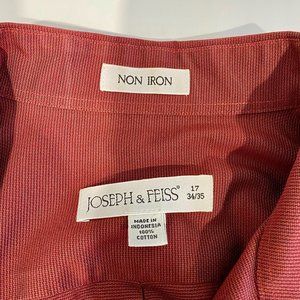 NON IRON
JOSEPH & FEISS®
17
34/35
MADE IN
INDONESIA
100%
COTTON